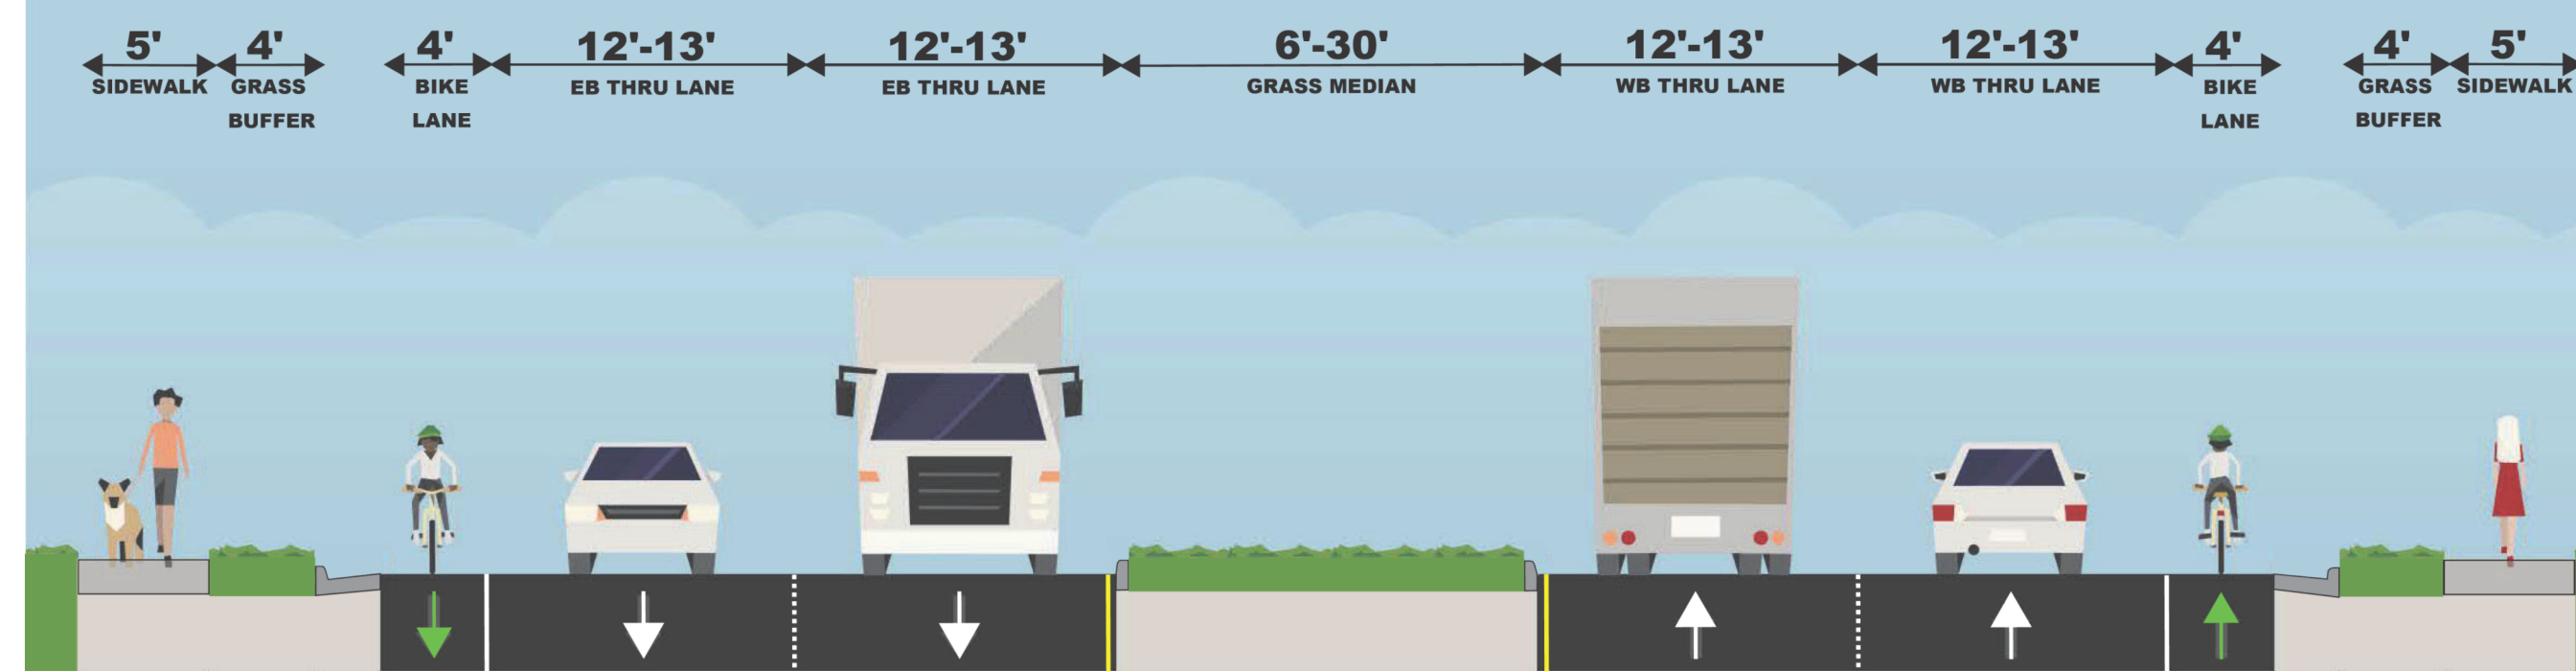 5' 4' 4' 12'-13' 12'-13' 6'-30' 12'-13' 12'-13' 4' 4' 5'
SIDEWALK GRASS BIKE EB THRU LANE EB THRU LANE GRASS MEDIAN WB THRU LANE WB THRU LANE BIKE GRASS SIDEWALK
BUFFER LANE LANE BUFFER